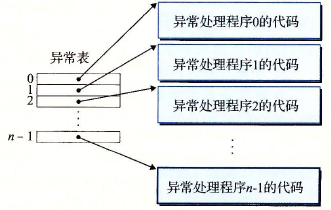 异常处理程序0的代码
异常表
异常处理程序1的代码
0
1
2
异常处理程序2的代码
⋮
⋮
n – 1
异常处理程序n-1的代码